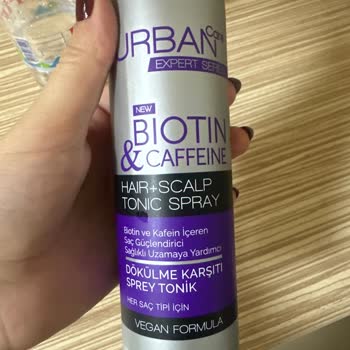 URBAN Care
EXPERT SERIES
NEW
BIOTIN
& CAFFEINE
HAIR+SCALP
TONIC SPRAY
Biotin ve Kafein İçeren
Saç Güçlendirici
Sağlıklı Uzamaya Yardımcı
DÖKÜLME KARŞITI
SPREY TONİK
HER SAÇ TİPİ İÇİN
VEGAN FORMULA